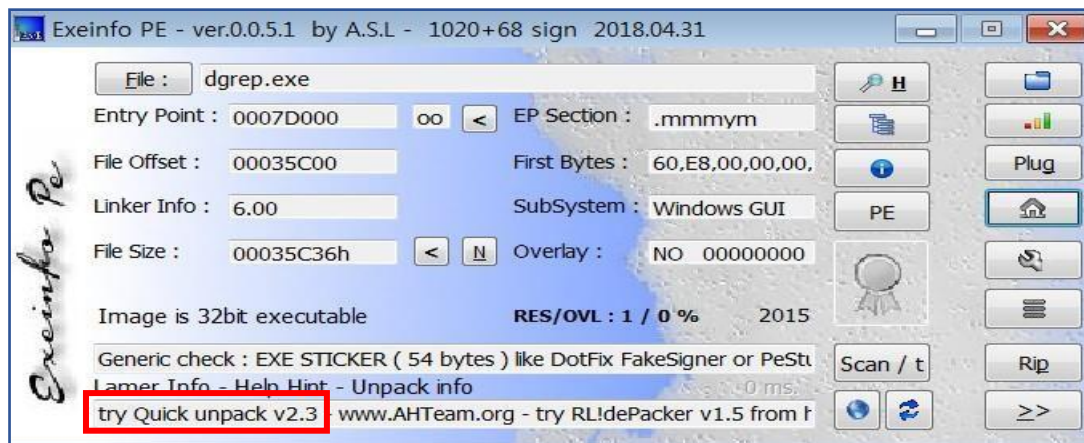 Exeinfo PE - ver.0.0.5.1 by A.S.L - 1020+68 sign 2018.04.31
File : dgrep.exe
H
Entry Point : 0007D000 oo < EP Section : .mmmym
File Offset : 00035C00 First Bytes : 60,E8,00,00,00,
Plug
Linker Info : 6.00 SubSystem : Windows GUI
PE
File Size : 00035C36h < N Overlay : NO 00000000
Image is 32bit executable RES/OVL : 1 / 0 % 2015
Generic check : EXE STICKER ( 54 bytes ) like DotFix FakeSigner or PeStu
Scan / t
Rip
Lamer Info - Help Hint - Unpack info 0 ms.
try Quick unpack v2.3 - www.AHTeam.org - try RL!dePacker v1.5 from h
>>
Exeinfo Pe